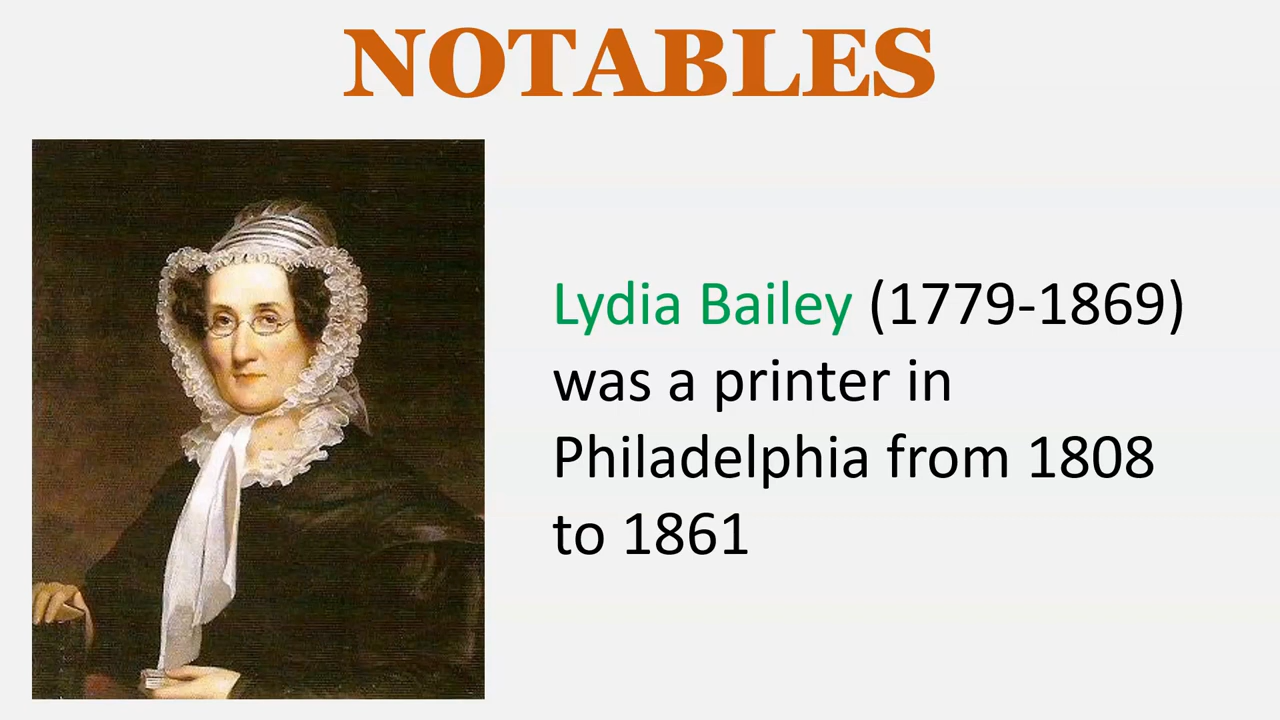 NOTABLES
Lydia Bailey (1779-1869)
was a printer in
Philadelphia from 1808
to 1861